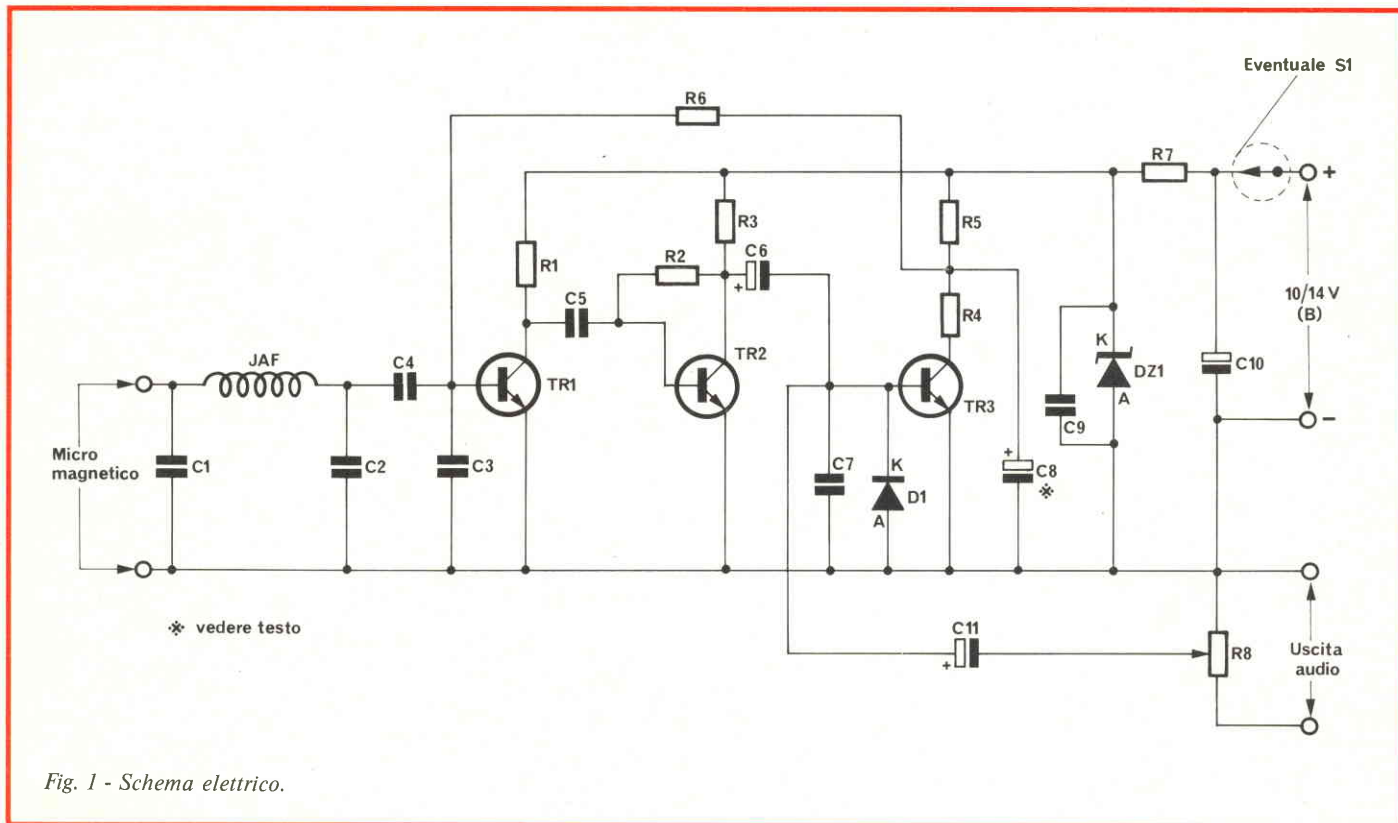 Eventuale S1
R6
R7
+
R1
R3
R5
C6
+
R2
C5
R4
10/14 V
(B)
JAF
C4
TR1
TR2
TR3
K
DZ1
A
C9
C10
-
Micro
magnetico
C1
C2
C3
C7
K
D1
A
+
C8
※
※ vedere testo
C11
+
R8
Uscita
audio
Fig. 1 - Schema elettrico.